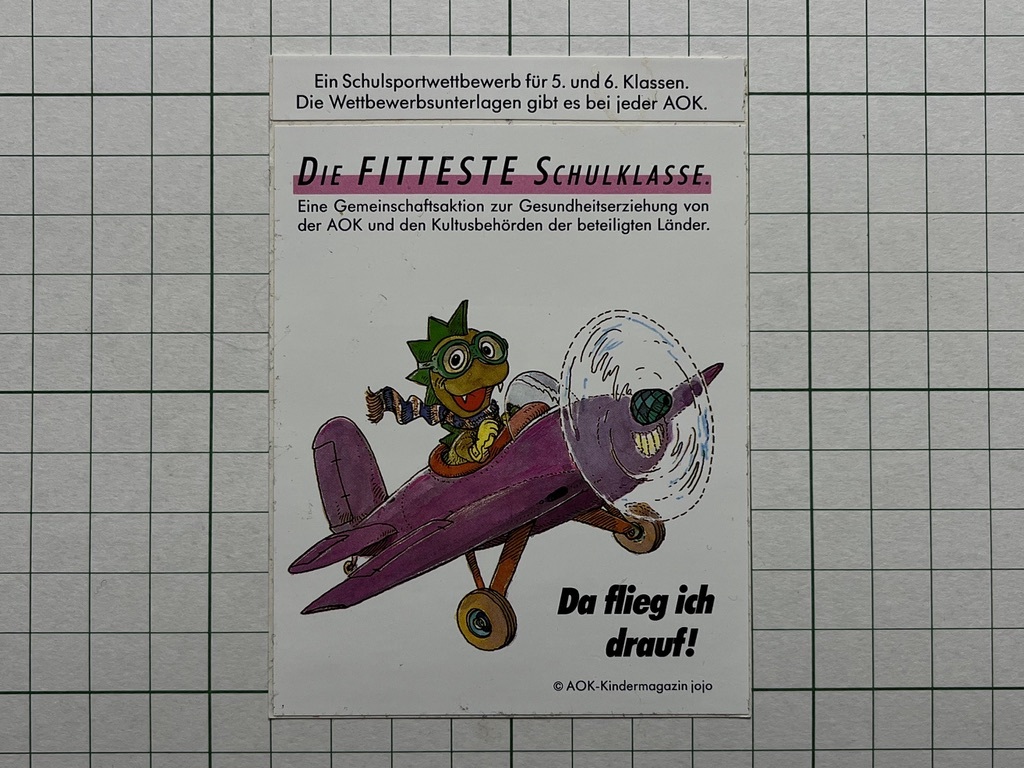 Ein Schulsportwettbewerb für 5. und 6. Klassen.
Die Wettbewerbsunterlagen gibt es bei jeder AOK.
DIE FITTESTE SCHULKLASSE.
Eine Gemeinschaftsaktion zur Gesundheitserziehung von
der AOK und den Kultusbehörden der beteiligten Länder.
Da flieg ich
drauf!
© AOK-Kindermagazin jojo